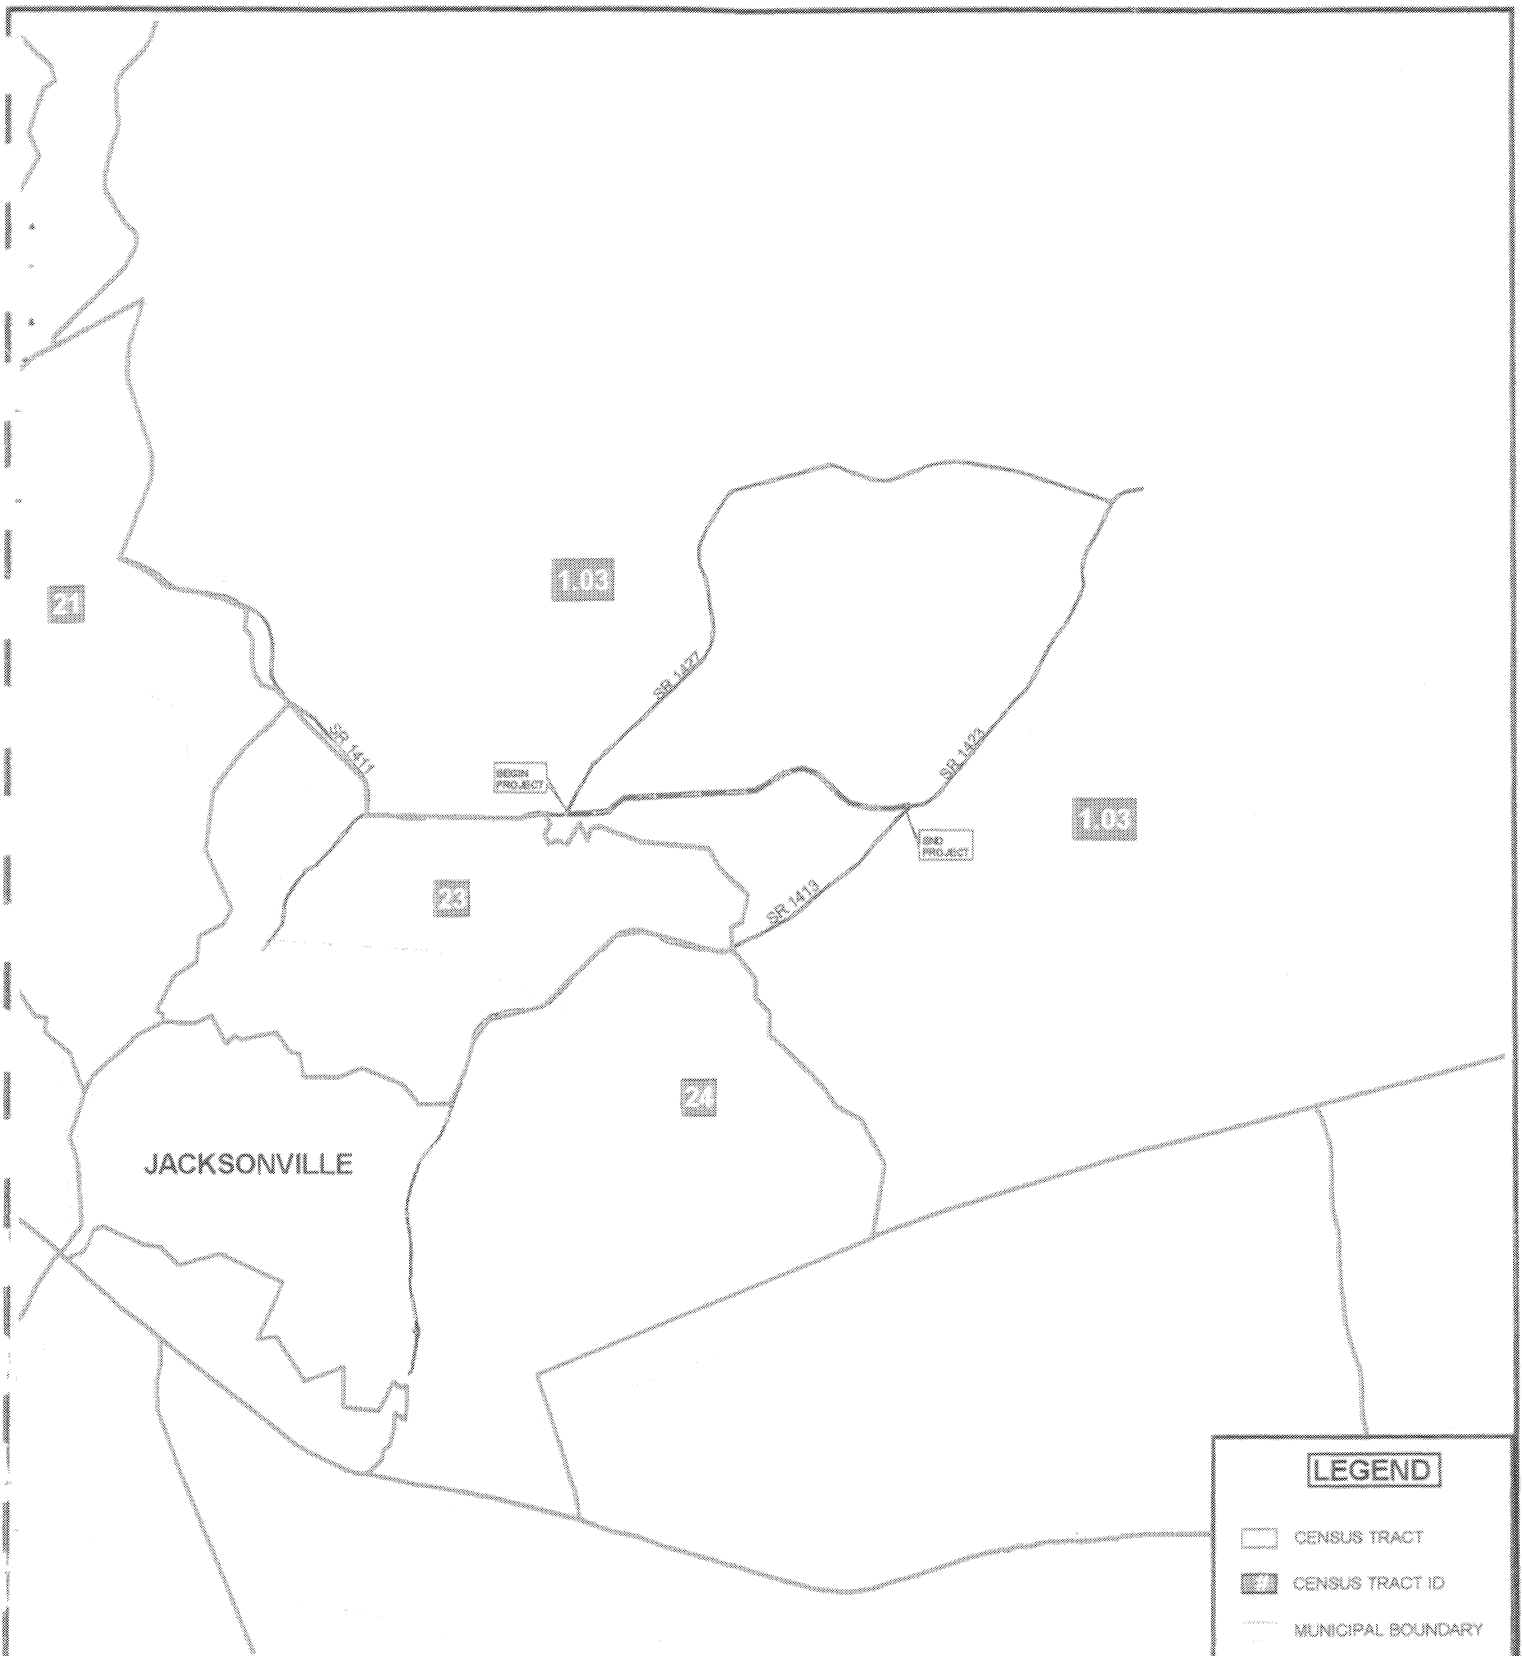 1.03
21
SR 1427
SR 1411
SR 1423
BEGIN
PROJECT
1.03
END
PROJECT
23
SR 1413
24
JACKSONVILLE
LEGEND
CENSUS TRACT
# CENSUS TRACT ID
MUNICIPAL BOUNDARY